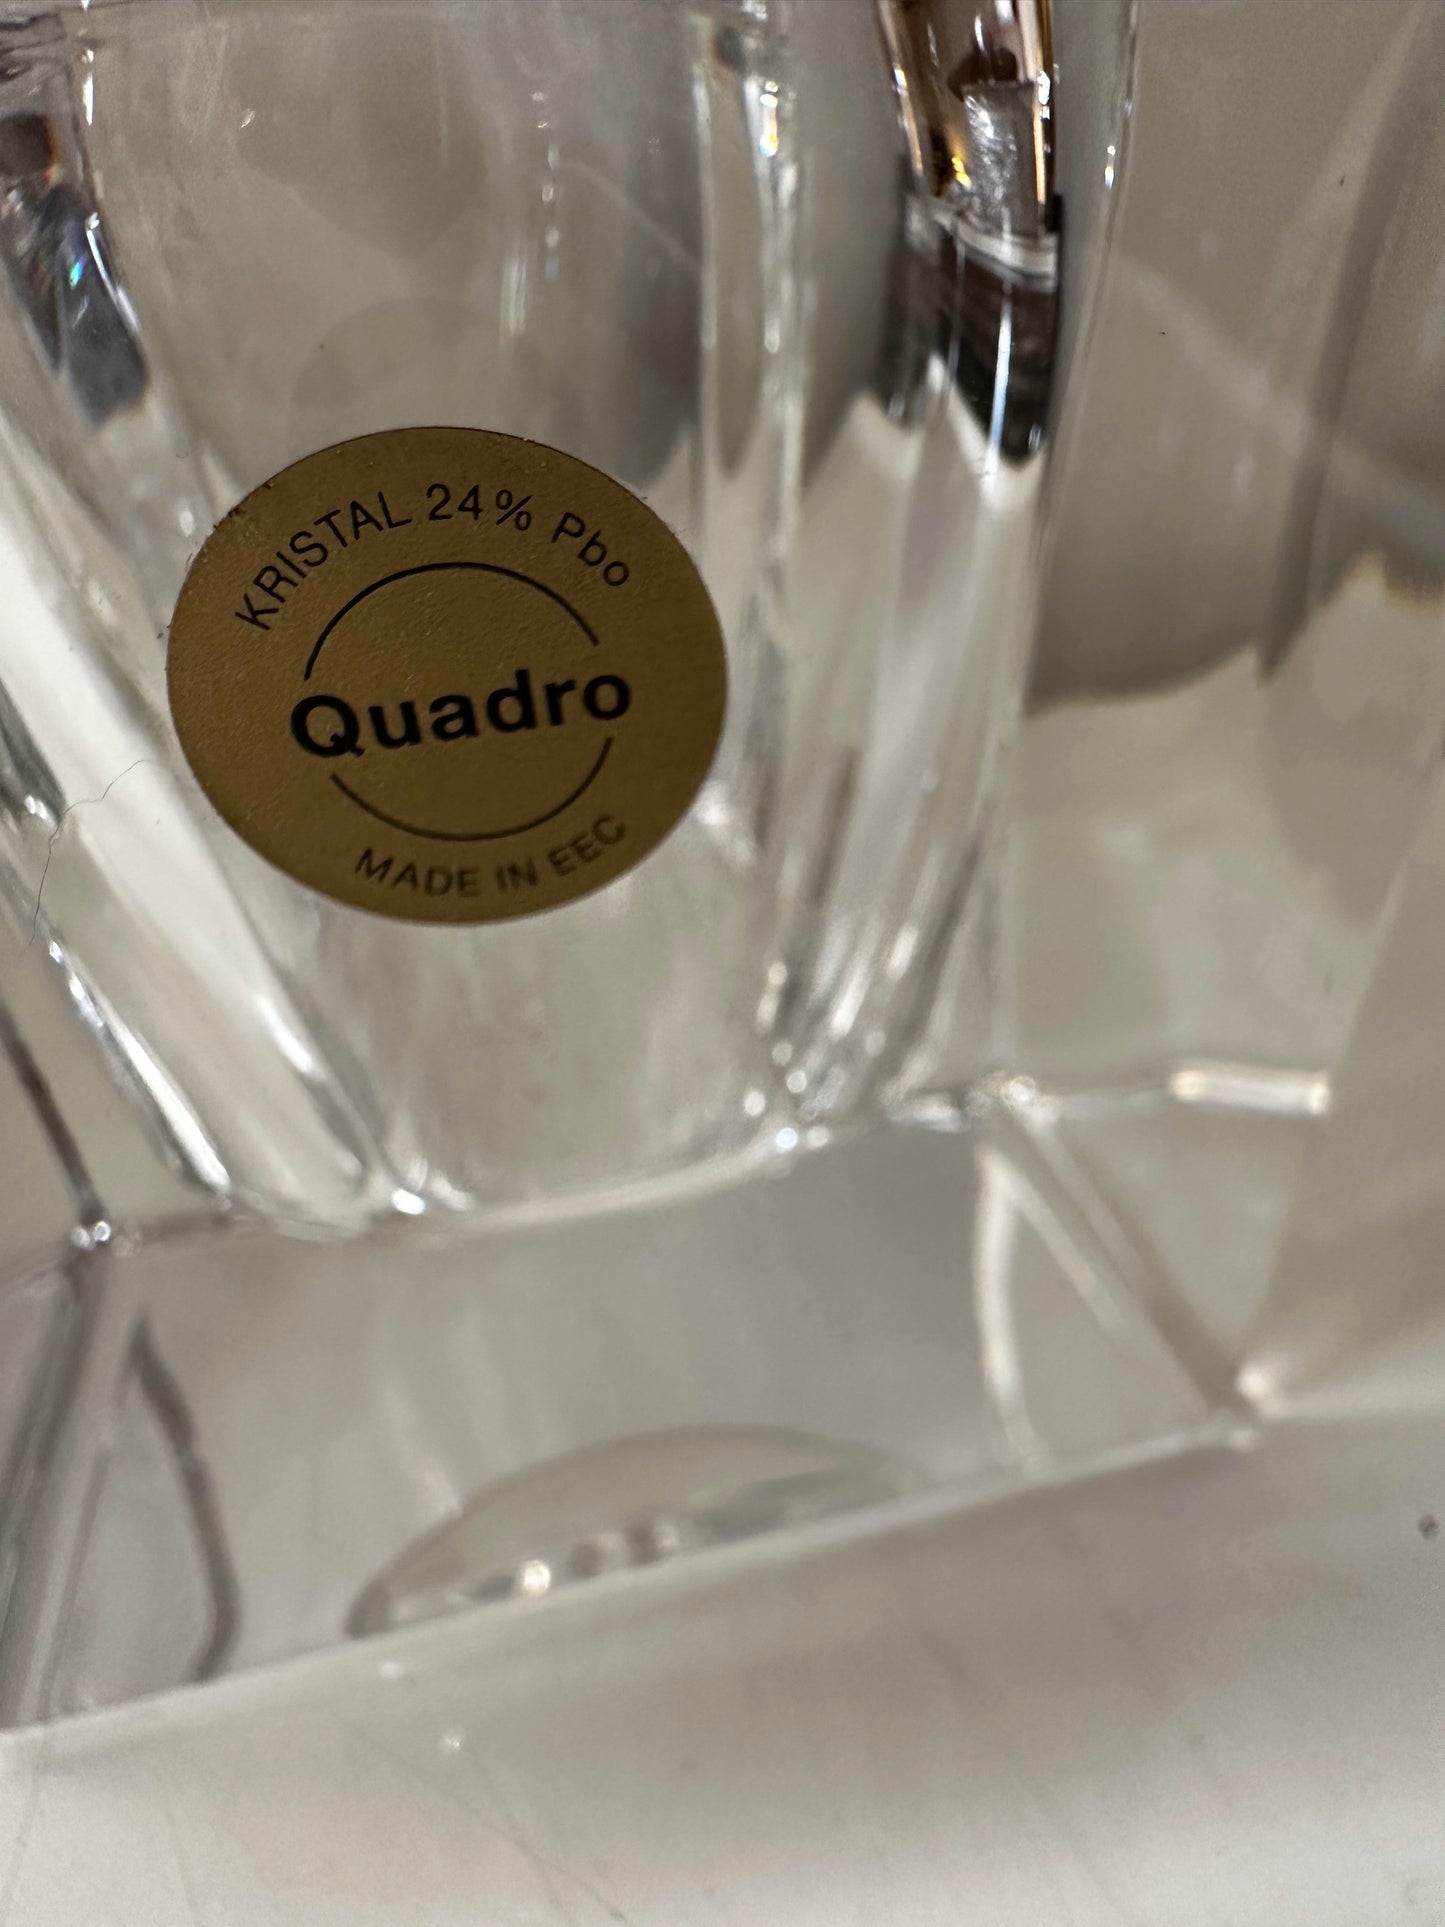 KRISTAL 24% Pbo
Quadro
MADE IN EEC